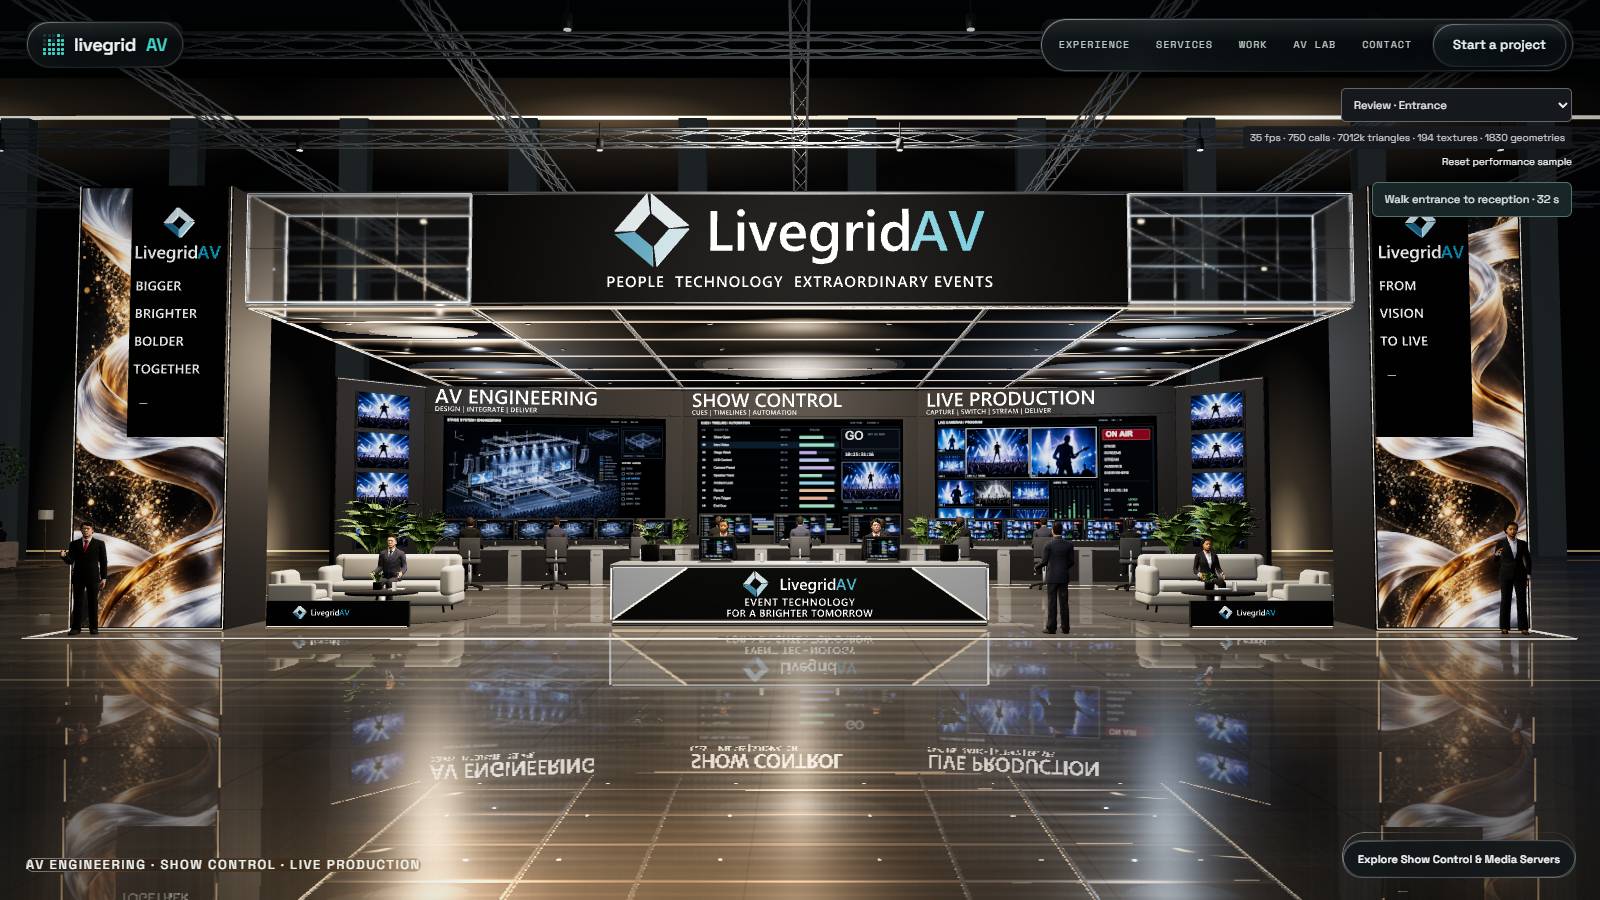 livegrid AV
EXPERIENCE SERVICES WORK AV LAB CONTACT Start a project
Review · Entrance
35 fps · 750 calls · 7012k triangles · 194 textures · 1830 geometries
Reset performance sample
Walk entrance to reception · 32 s
LivegridAV
PEOPLE TECHNOLOGY EXTRAORDINARY EVENTS
LivegridAV
BIGGER
BRIGHTER
BOLDER
TOGETHER
LivegridAV
FROM
VISION
TO LIVE
AV ENGINEERING
DESIGN | INTEGRATE | DELIVER
SHOW CONTROL
CUES | TIMELINES | AUTOMATION
LIVE PRODUCTION
CAPTURE | SWITCH | STREAM | DELIVER
GO
ON AIR
LivegridAV
EVENT TECHNOLOGY
FOR A BRIGHTER TOMORROW
LivegridAV
LivegridAV
AV ENGINEERING · SHOW CONTROL · LIVE PRODUCTION
Explore Show Control & Media Servers